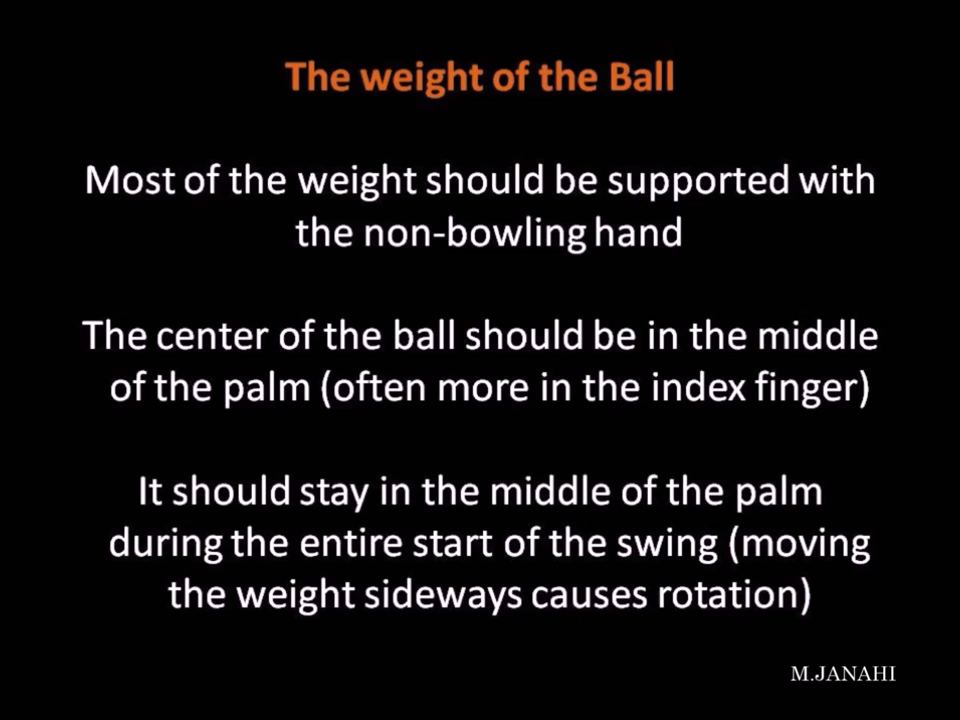 The weight of the Ball
Most of the weight should be supported with
the non-bowling hand
The center of the ball should be in the middle
of the palm (often more in the index finger)
It should stay in the middle of the palm
during the entire start of the swing (moving
the weight sideways causes rotation)
M.JANAHI